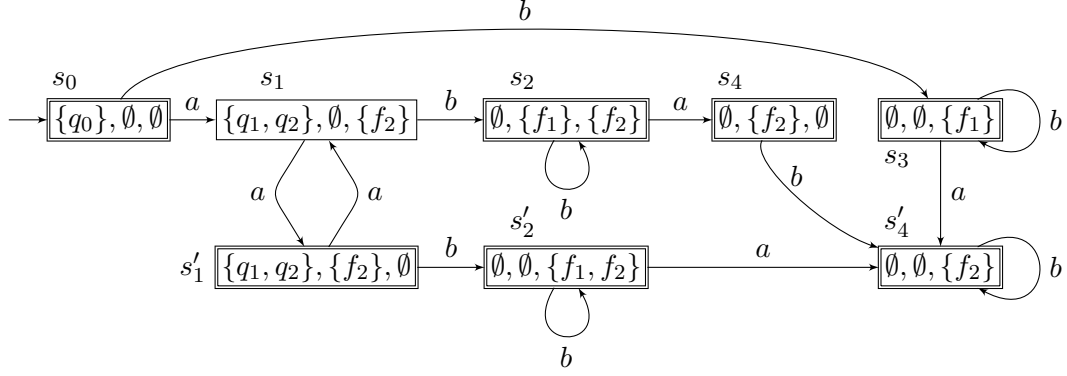 b
s₀ s₁ s₂ s₄
{q₀}, ∅, ∅ a {q₁, q₂}, ∅, {f₂} b ∅, {f₁}, {f₂} a ∅, {f₂}, ∅ ∅, ∅, {f₁} b
s₃
a a b b a
s′₂ s′₄
s′₁ {q₁, q₂}, {f₂}, ∅ b ∅, ∅, {f₁, f₂} a ∅, ∅, {f₂} b
b